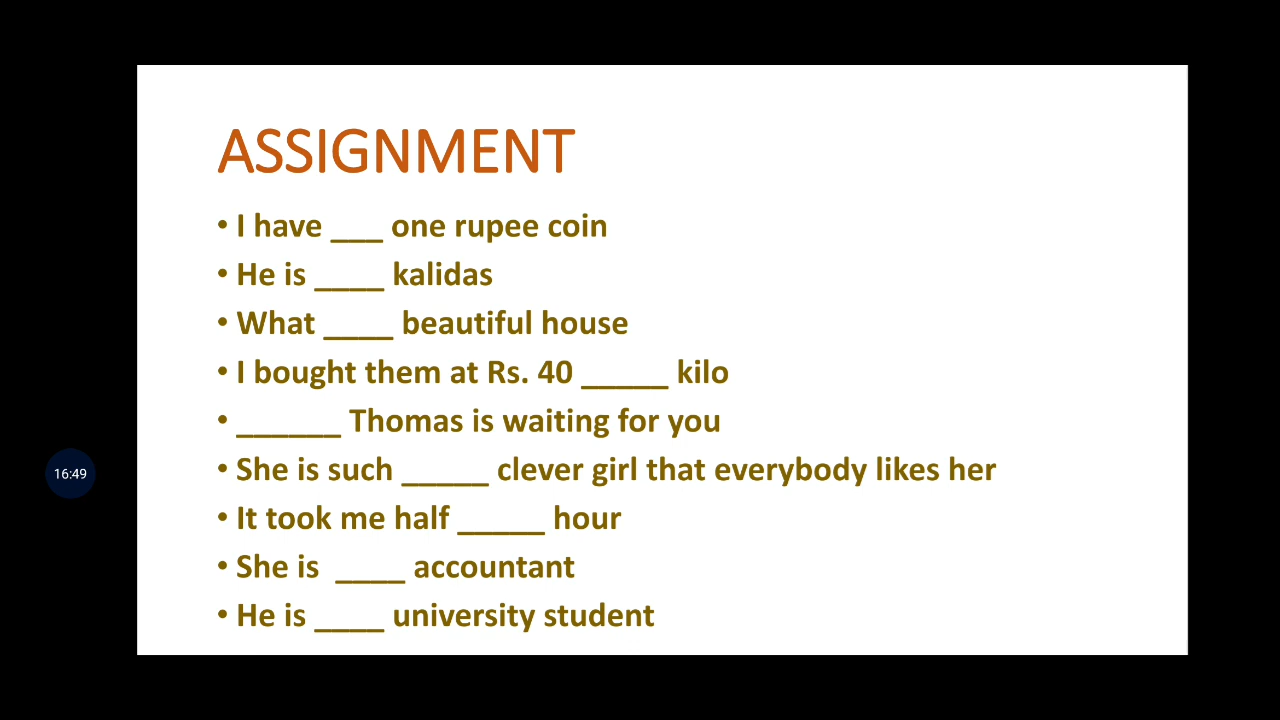 ASSIGNMENT
• I have ___ one rupee coin
• He is ____ kalidas
• What ____ beautiful house
• I bought them at Rs. 40 _____ kilo
• ______ Thomas is waiting for you
• She is such _____ clever girl that everybody likes her
16:49
• It took me half _____ hour
• She is ____ accountant
• He is ____ university student